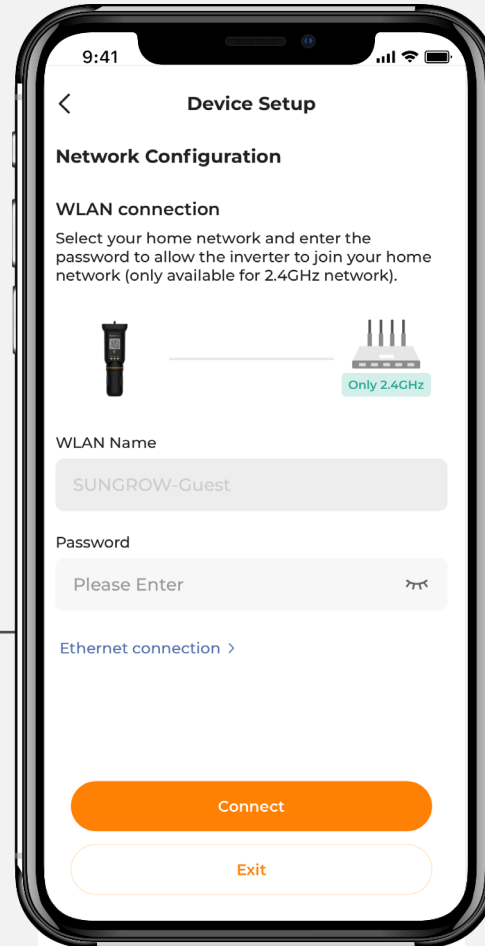 9:41
Device Setup
Network Configuration
WLAN connection
Select your home network and enter the
password to allow the inverter to join your home
network (only available for 2.4GHz network).
Only 2.4GHz
WLAN Name
SUNGROW-Guest
Password
Please Enter
Ethernet connection >
Connect
Exit